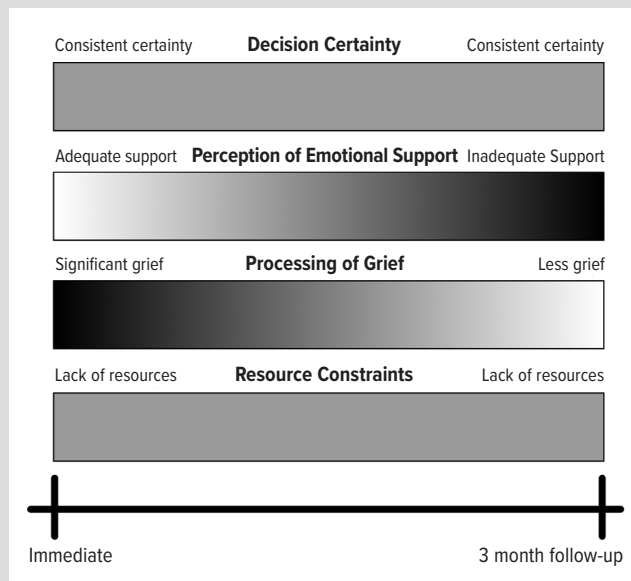 Consistent certainty Decision Certainty Consistent certainty
Adequate support Perception of Emotional Support Inadequate Support
Significant grief Processing of Grief Less grief
Lack of resources Resource Constraints Lack of resources
Immediate 3 month follow-up